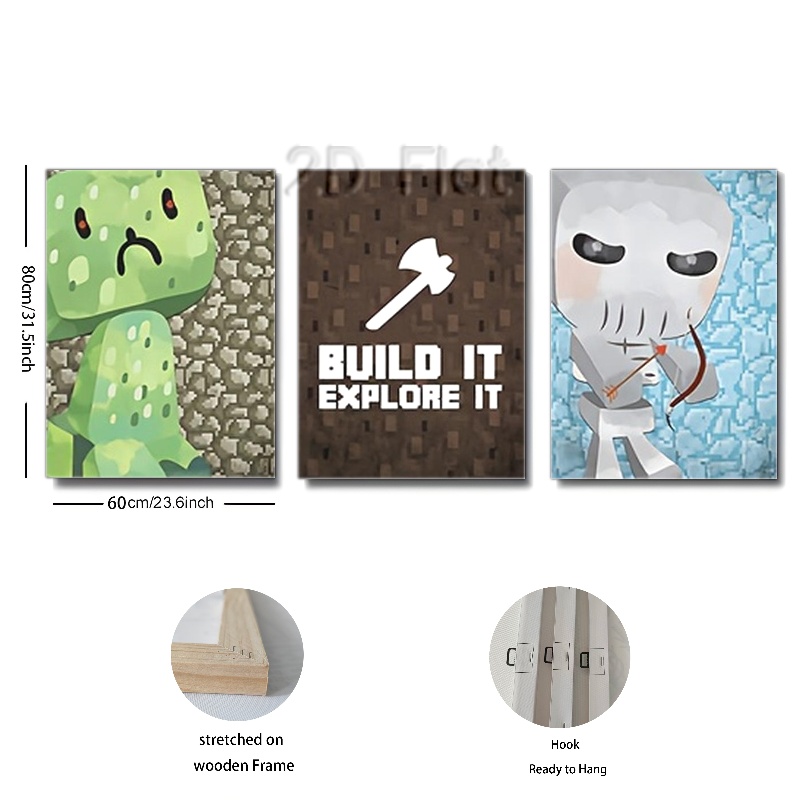 2D Flat
80cm/31.5inch
BUILD IT
EXPLORE IT
60cm/23.6inch
stretched on
wooden Frame
Hook
Ready to Hang